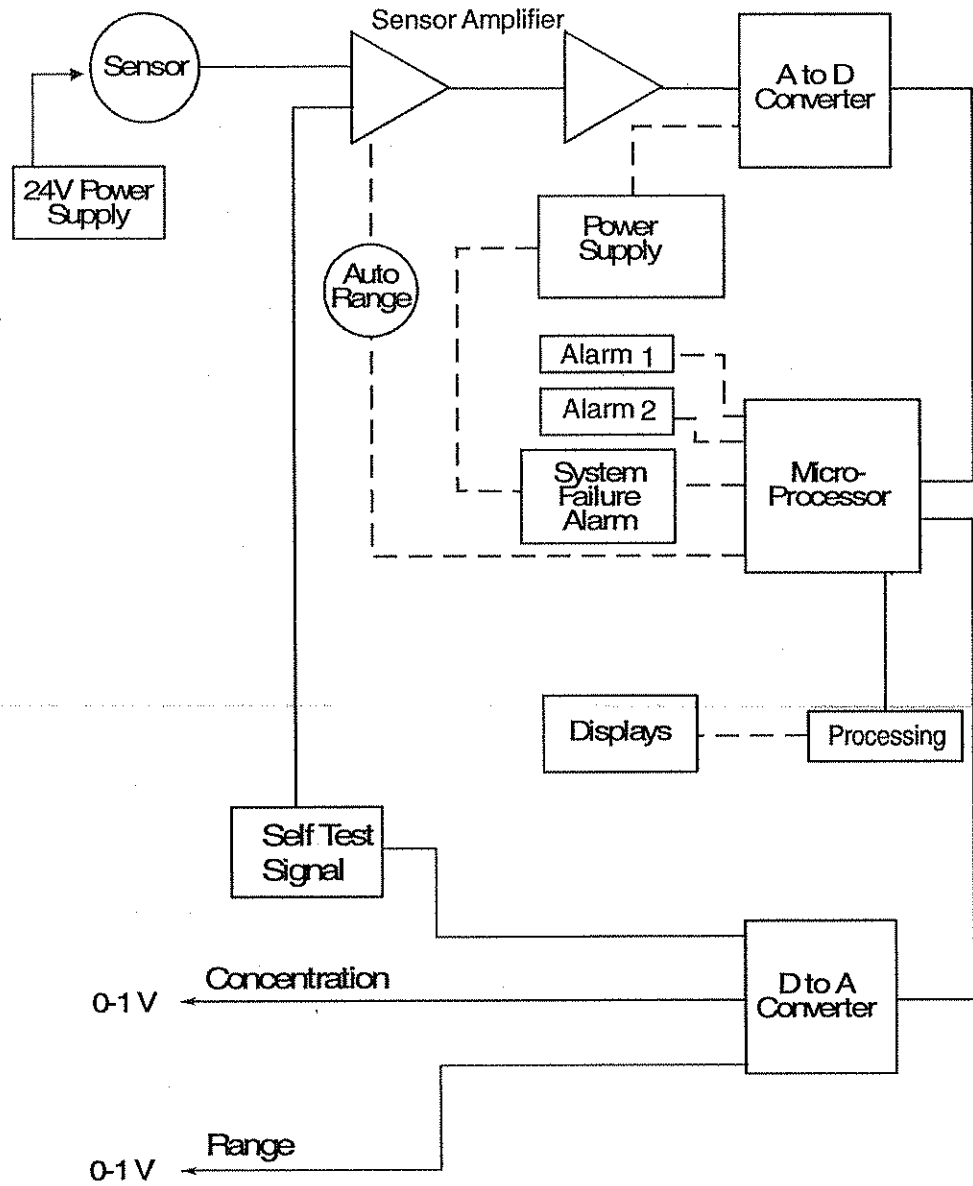 Sensor Amplifier
Sensor
A to D
Converter
24V Power
Supply
Power
Supply
Auto
Range
Alarm 1
Alarm 2
System
Failure
Alarm
Micro-
Processor
Displays
Processing
Self Test
Signal
Concentration
0-1 V
D to A
Converter
Range
0-1 V